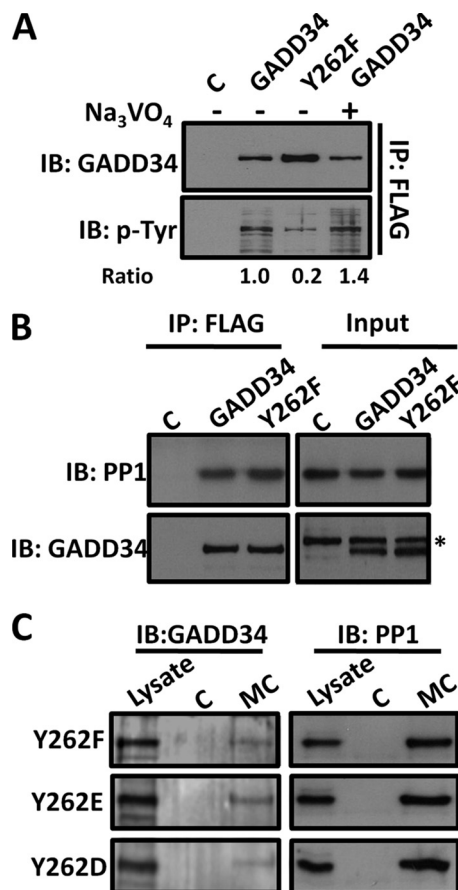 A
C GADD34 Y262F GADD34
Na₃VO₄ - - - +
IB: GADD34
IB: p-Tyr
IP: FLAG
Ratio 1.0 0.2 1.4
B
IP: FLAG Input
C GADD34 Y262F C GADD34 Y262F
IB: PP1
IB: GADD34 *
C
IB:GADD34 IB: PP1
Lysate C MC Lysate C MC
Y262F
Y262E
Y262D